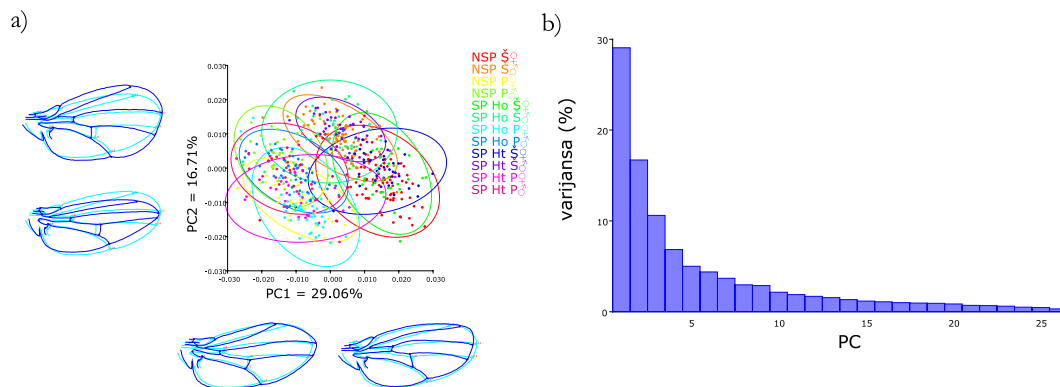 a)
b)
NSP Š♀
NSP Š♂
NSP P♀
NSP P♂
SP Ho Š♀
SP Ho Š♂
SP Ho P♀
SP Ho P♂
SP Ht Š♀
SP Ht Š♂
SP Ht P♀
SP Ht P♂
PC2 = 16.71%
0.030
0.020
0.010
0.000
-0.010
-0.020
-0.030
-0.030 -0.020 -0.010 0.000 0.010 0.020 0.030
PC1 = 29.06%
varijansa (%)
30
20
10
0
5 10 15 20 25
PC